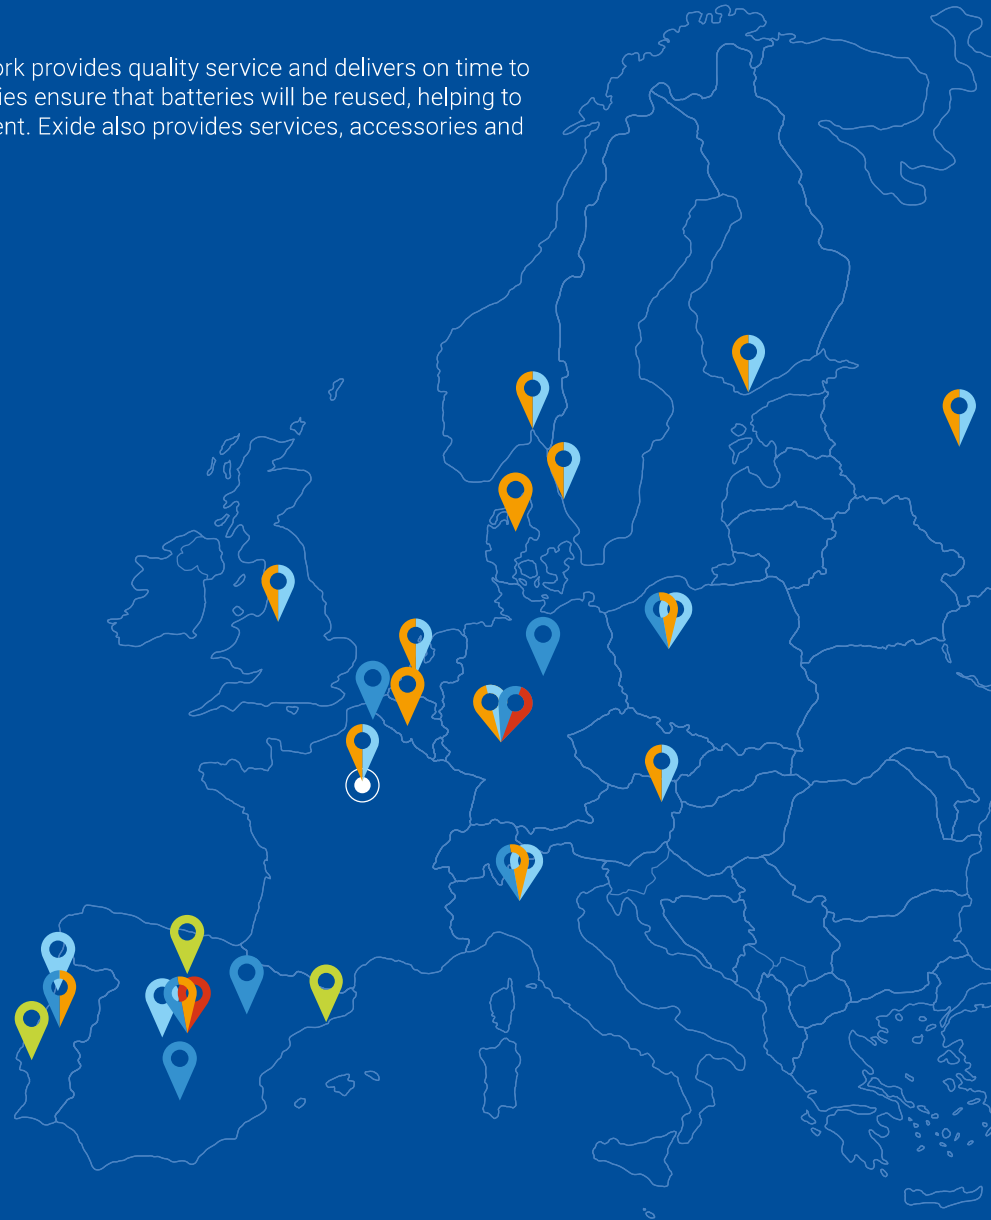 ork provides quality service and delivers on time to
ies ensure that batteries will be reused, helping to
ent. Exide also provides services, accessories and